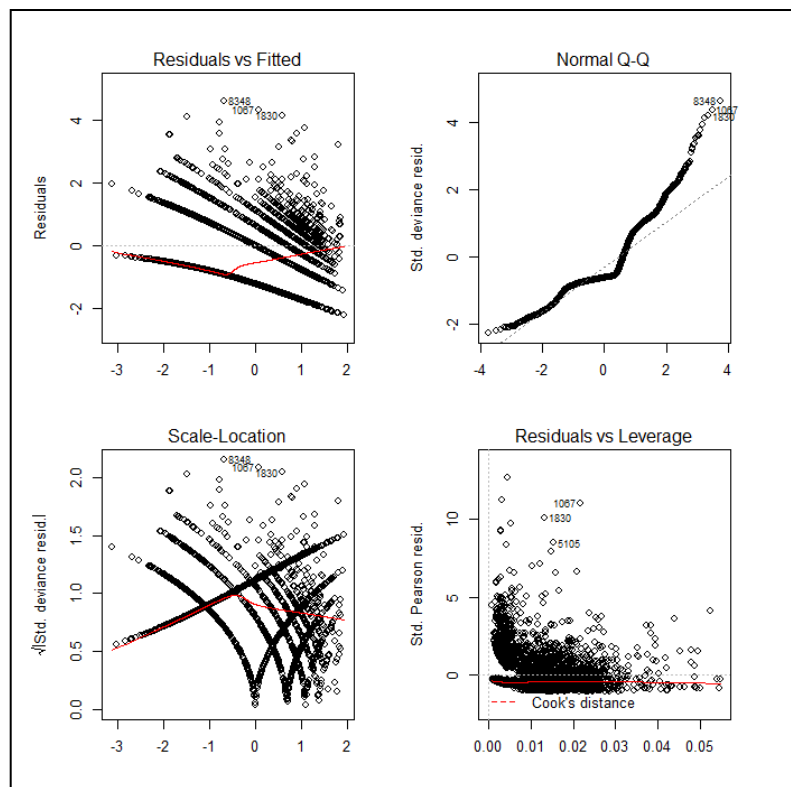 Residuals vs Fitted
Residuals
4
2
0
-2
8348
1067
1830
-3 -2 -1 0 1 2
Normal Q-Q
Std. deviance resid.
4
2
0
-2
8348
1067
1830
-4 -2 0 2 4
Scale-Location
√|Std. deviance resid.|
2.0
1.5
1.0
0.5
0.0
8348
1067
1830
-3 -2 -1 0 1 2
Residuals vs Leverage
Std. Pearson resid.
10
5
0
1067
1830
5105
Cook's distance
0.00 0.01 0.02 0.03 0.04 0.05